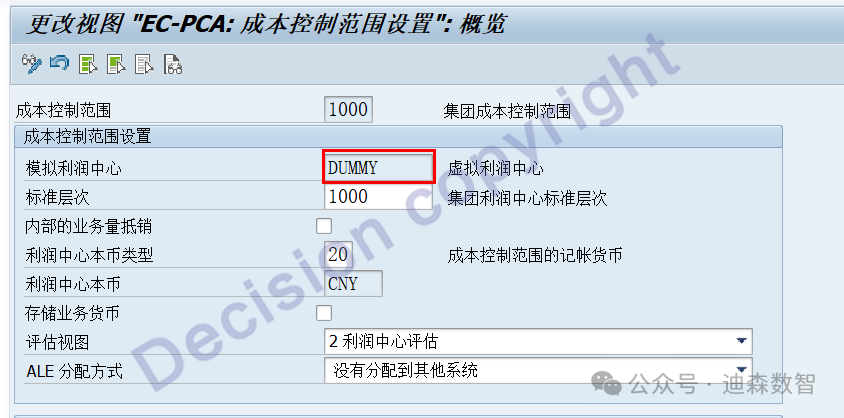 更改视图 "EC-PCA: 成本控制范围设置": 概览
成本控制范围 1000 集团成本控制范围
成本控制范围设置
模拟利润中心 DUMMY 虚拟利润中心
标准层次 1000 集团利润中心标准层次
内部的业务量抵销
利润中心本币类型 20 成本控制范围的记帐货币
利润中心本币 CNY
存储业务货币
评估视图 2 利润中心评估
ALE 分配方式 没有分配到其他系统
Decision copyright
公众号·迪森数智